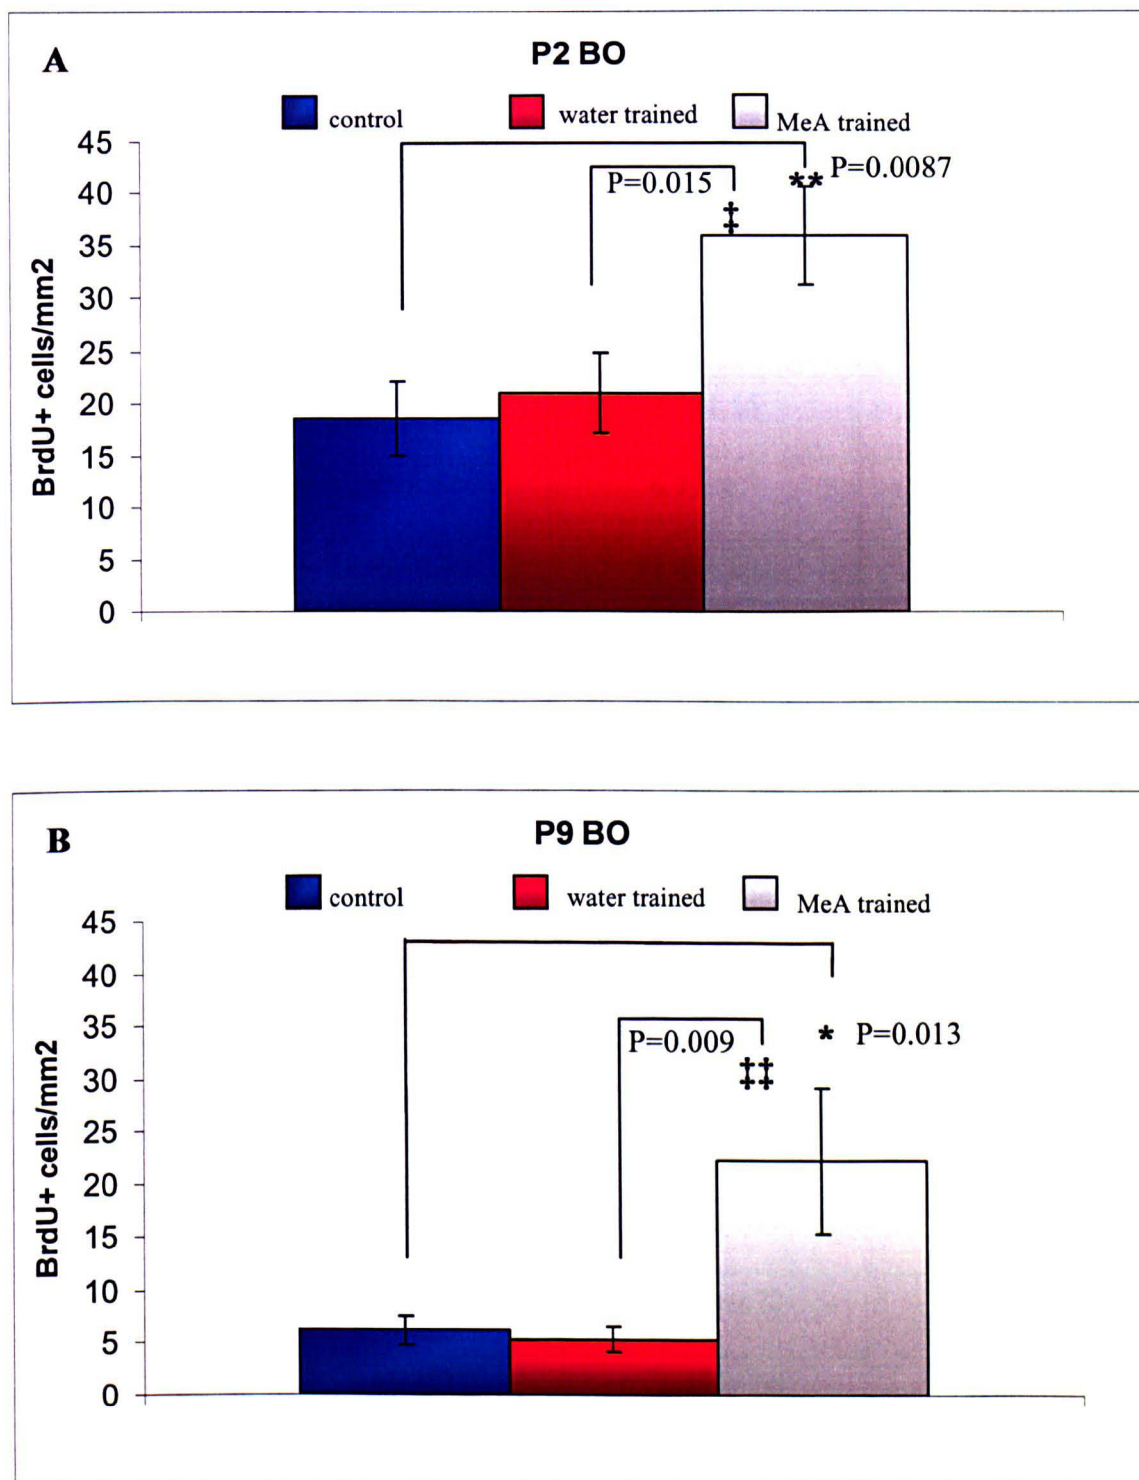 A
P2 BO
control
water trained
MeA trained
45
40
35
30
25
20
15
10
5
0
BrdU+ cells/mm2
P=0.015
‡
** P=0.0087
B
P9 BO
control
water trained
MeA trained
45
40
35
30
25
20
15
10
5
0
BrdU+ cells/mm2
P=0.009
‡‡
* P=0.013